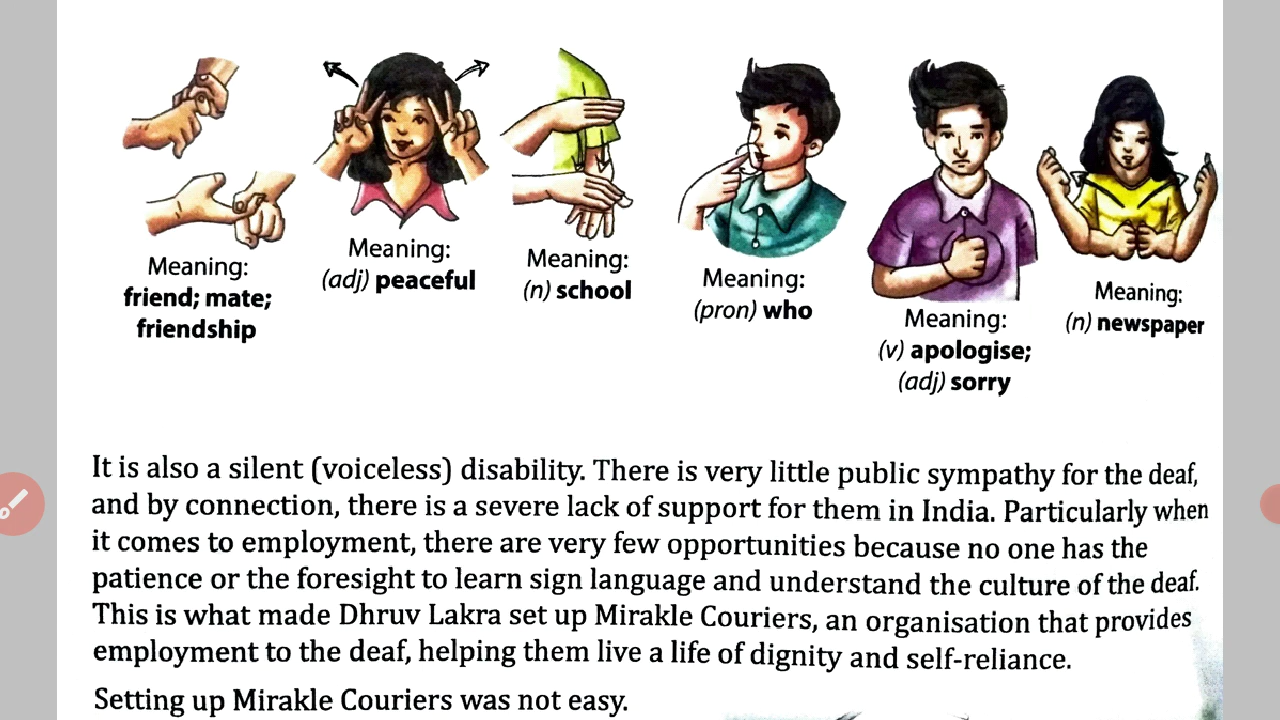 Meaning:
friend; mate;
friendship
Meaning:
(adj) peaceful
Meaning:
(n) school
Meaning:
(pron) who
Meaning:
(v) apologise;
(adj) sorry
Meaning:
(n) newspaper
It is also a silent (voiceless) disability. There is very little public sympathy for the deaf,
and by connection, there is a severe lack of support for them in India. Particularly when
it comes to employment, there are very few opportunities because no one has the
patience or the foresight to learn sign language and understand the culture of the deaf.
This is what made Dhruv Lakra set up Mirakle Couriers, an organisation that provides
employment to the deaf, helping them live a life of dignity and self-reliance.
Setting up Mirakle Couriers was not easy.